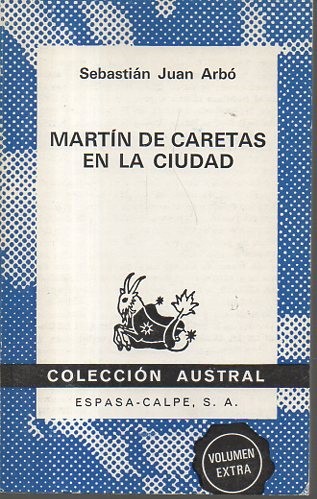 Sebastián Juan Arbó
MARTÍN DE CARETAS
EN LA CIUDAD
COLECCIÓN AUSTRAL
ESPASA-CALPE, S. A.
VOLUMEN
EXTRA